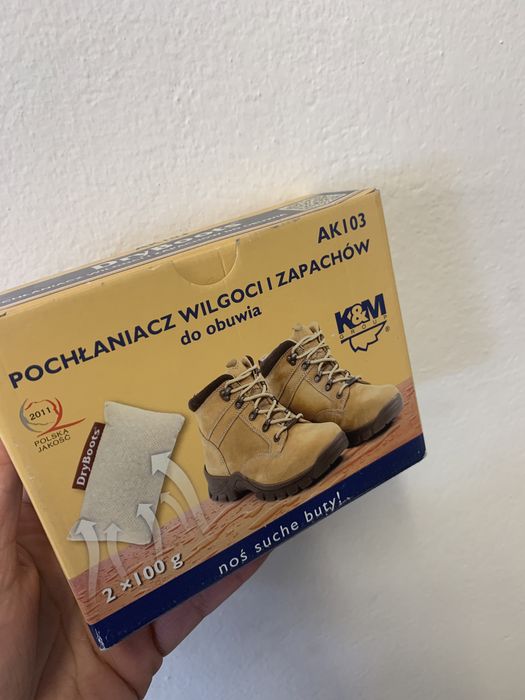 DryBoots
AK103
POCHŁANIACZ WILGOCI I ZAPACHÓW
do obuwia
K&M
GROUP
2011
POLSKA
JAKOŚĆ
DryBoots
2 x 100 g
noś suche buty!